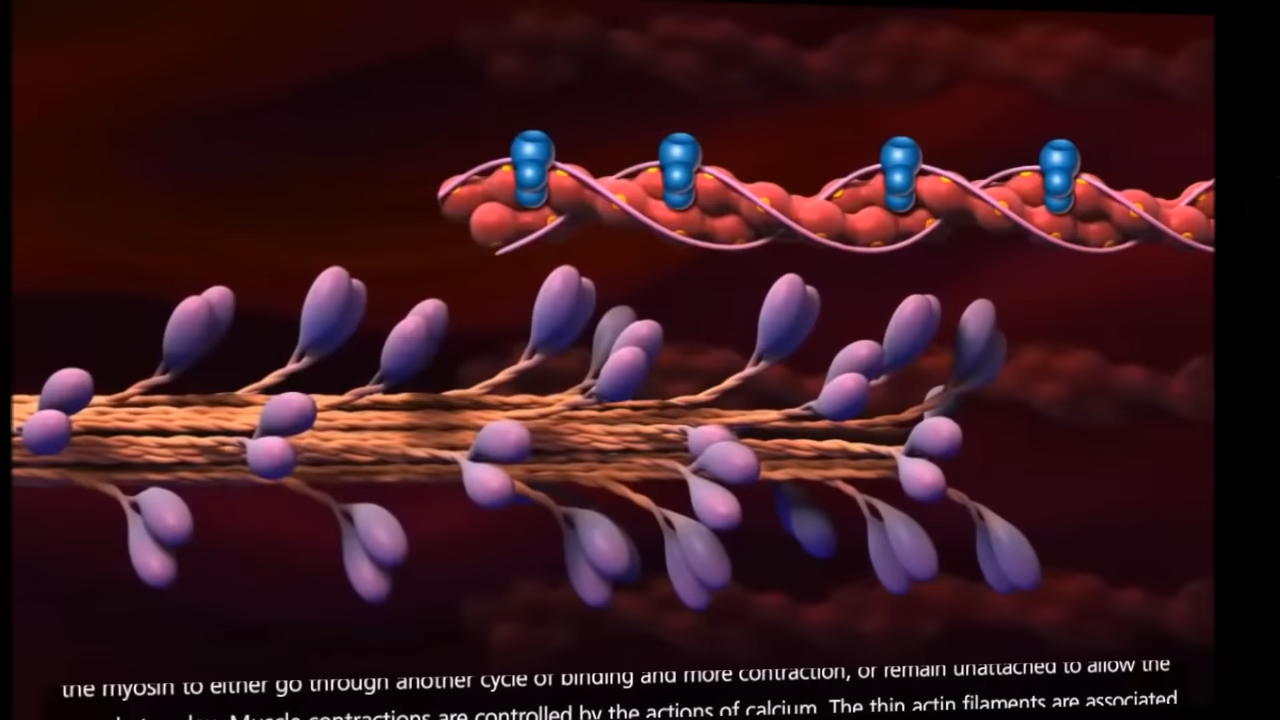 the myosin to either go through another cycle of binding and more contraction, or remain unattached to allow the
Muscle contractions are controlled by the actions of calcium. The thin actin filaments are associated